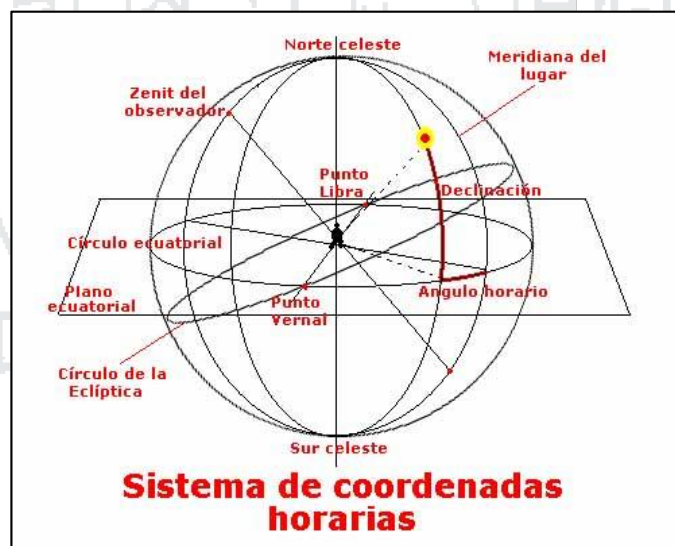 Norte celeste
Meridiana del
lugar
Zenit del
observador
Punto
Libra
Declinación
Círculo ecuatorial
Plano
ecuatorial
Angulo horario
Punto
Vernal
Círculo de la
Eclíptica
Sur celeste
Sistema de coordenadas
horarias